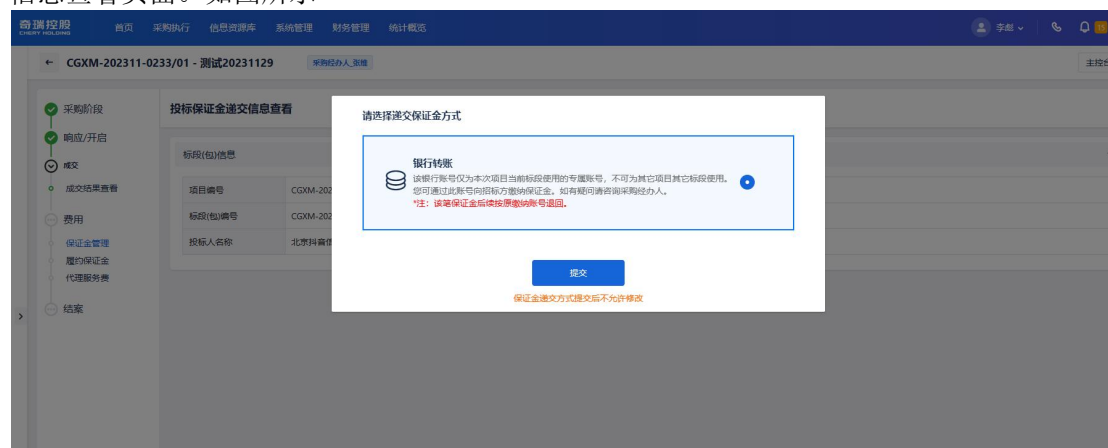 信息查看页面。如图所示
奇瑞控股 首页 采购执行 信息资源库 系统管理 财务管理 统计概览
CHERY HOLDING
← CGXM-202311-0233/01 - 测试20231129 采购经办人_张维
采购阶段
响应/开启
成交
成交结果查看
费用
保证金管理
履约保证金
代理服务费
结案
投标保证金递交信息查看
标段(包)信息
项目编号 CGXM-202
标段(包)编号 CGXM-202
投标人名称
请选择递交保证金方式
银行转账
该银行账号仅为本次项目当前标段使用的专属账号，不可为其它项目其它标段使用。
您可通过此账号向招标方缴纳保证金。如有疑问请咨询采购经办人。
*注：该笔保证金后续按原缴纳账号退回。
提交
保证金递交方式提交后不允许修改